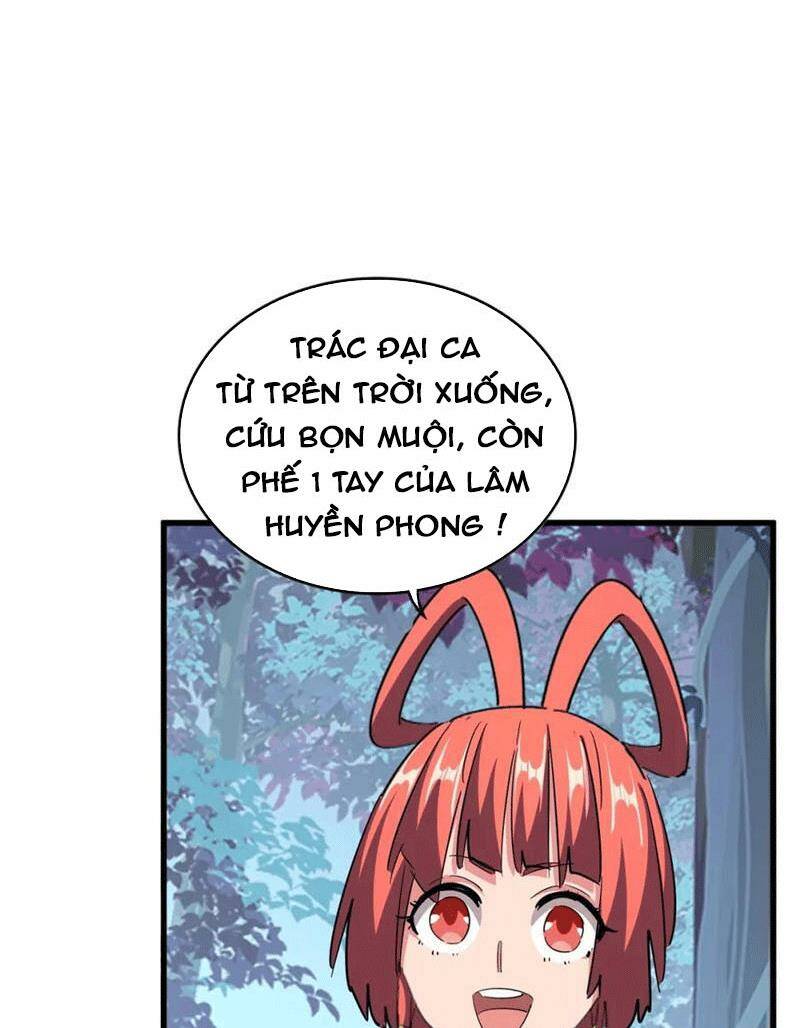 TRÁC ĐẠI CA
TỪ TRÊN TRỜI XUỐNG,
CỨU BỌN MUỘI, CÒN
PHẾ 1 TAY CỦA LÂM
HUYỀN PHONG !